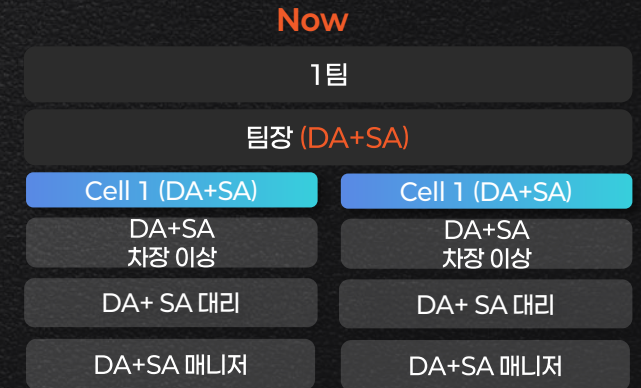 Now
1팀
팀장 (DA+SA)
Cell 1 (DA+SA)
DA+SA
차장 이상
DA+ SA 대리
DA+SA 매니저
Cell 1 (DA+SA)
DA+SA
차장 이상
DA+ SA 대리
DA+SA 매니저